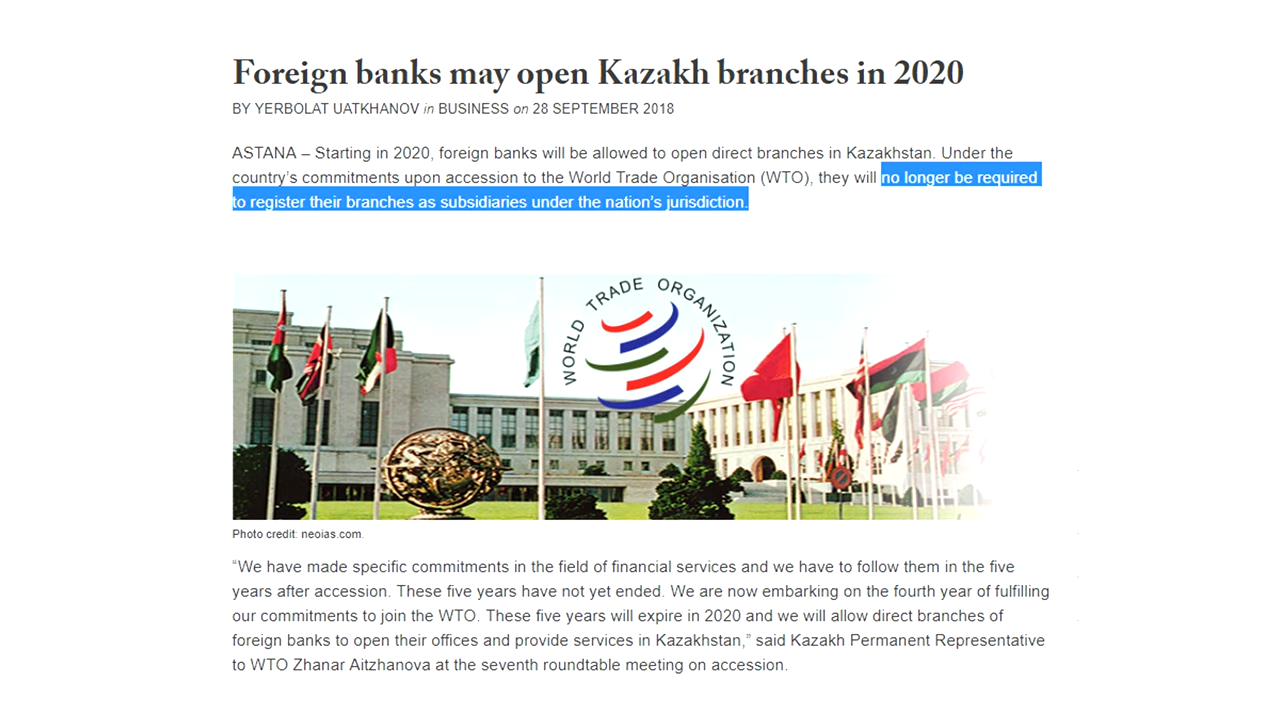 Foreign banks may open Kazakh branches in 2020
BY YERBOLAT UATKHANOV in BUSINESS on 28 SEPTEMBER 2018
ASTANA – Starting in 2020, foreign banks will be allowed to open direct branches in Kazakhstan. Under the
country’s commitments upon accession to the World Trade Organisation (WTO), they will no longer be required
to register their branches as subsidiaries under the nation’s jurisdiction.
WORLD TRADE ORGANIZATION
Photo credit: neoias.com.
“We have made specific commitments in the field of financial services and we have to follow them in the five
years after accession. These five years have not yet ended. We are now embarking on the fourth year of fulfilling
our commitments to join the WTO. These five years will expire in 2020 and we will allow direct branches of
foreign banks to open their offices and provide services in Kazakhstan,” said Kazakh Permanent Representative
to WTO Zhanar Aitzhanova at the seventh roundtable meeting on accession.